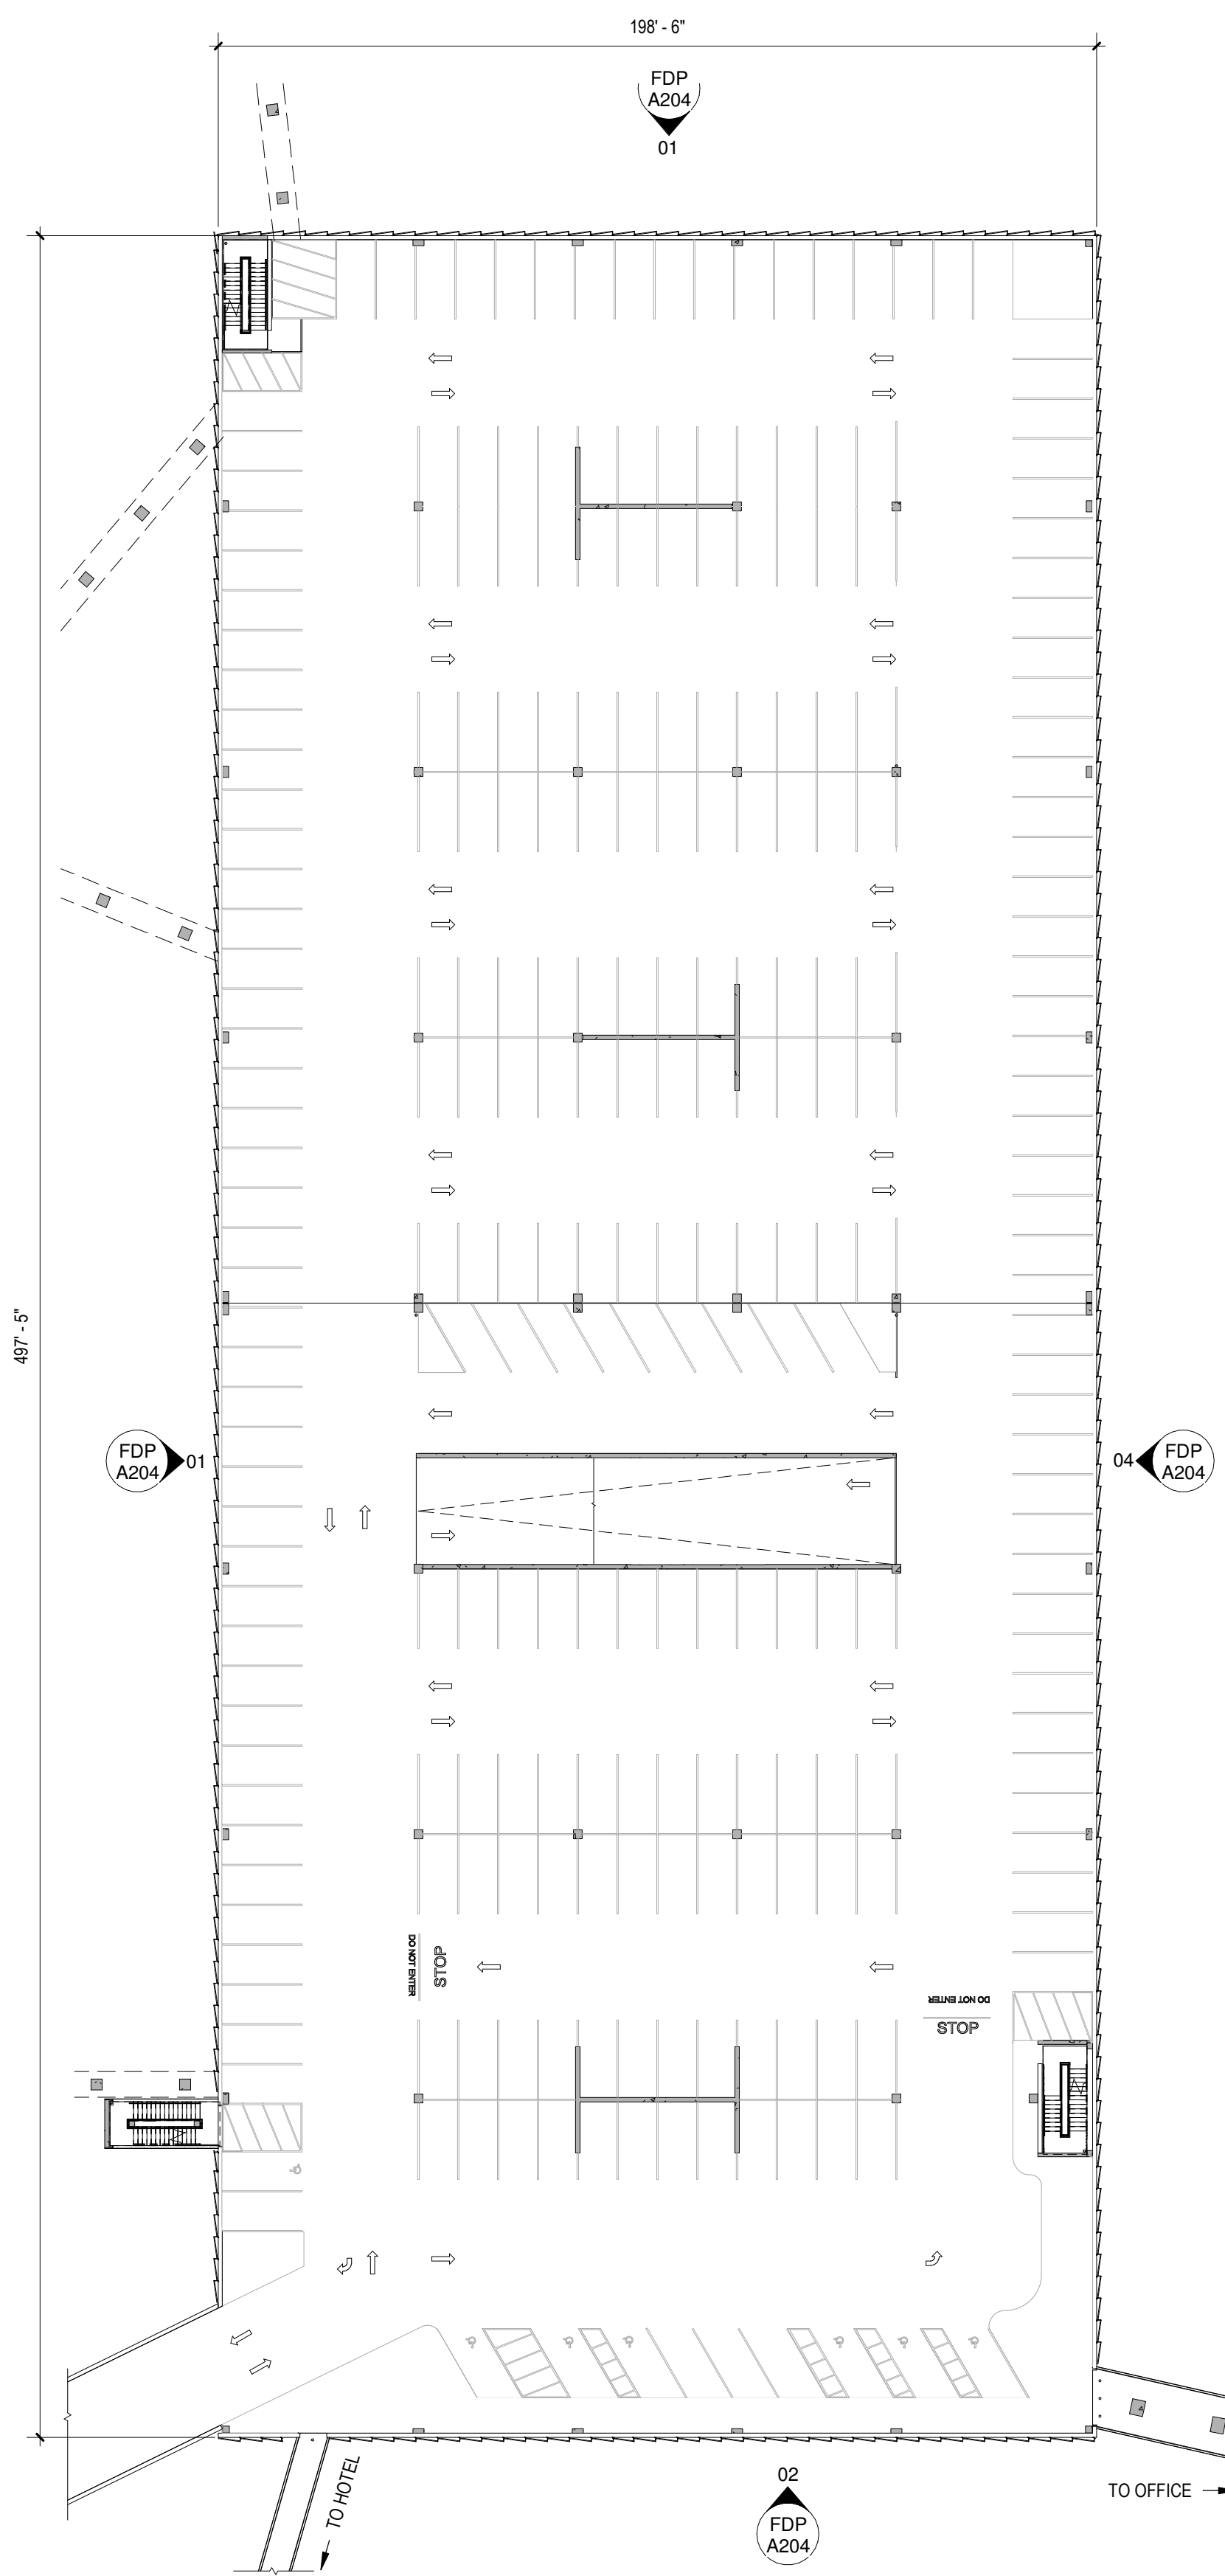 198' - 6"
FDP
A204
01
497' - 5"
FDP
A204
01
04
FDP
A204
DO NOT ENTER
STOP
DO NOT ENTER
STOP
TO HOTEL
02
FDP
A204
TO OFFICE